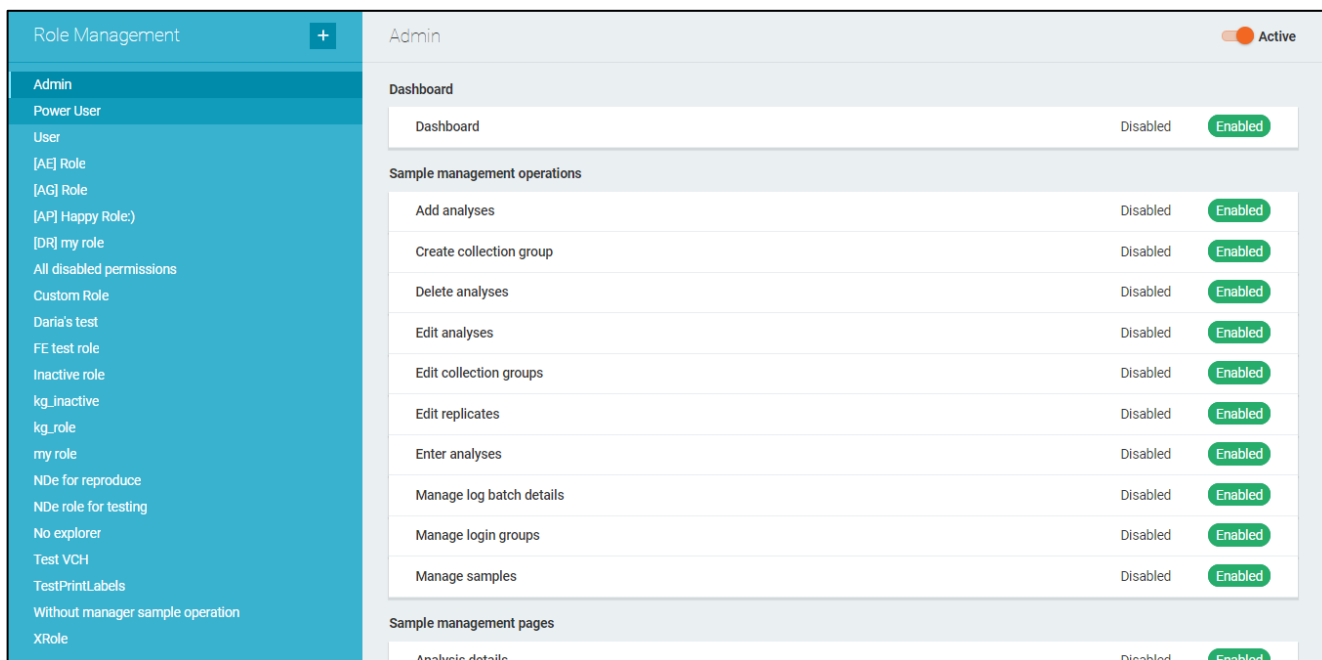 Role Management +
Admin
Power User
User
[AE] Role
[AG] Role
[AP] Happy Role:)
[DR] my role
All disabled permissions
Custom Role
Daria's test
FE test role
Inactive role
kg_inactive
kg_role
my role
NDe for reproduce
NDe role for testing
No explorer
Test VCH
TestPrintLabels
Without manager sample operation
XRole
Admin Active
Dashboard
Dashboard Disabled Enabled
Sample management operations
Add analyses Disabled Enabled
Create collection group Disabled Enabled
Delete analyses Disabled Enabled
Edit analyses Disabled Enabled
Edit collection groups Disabled Enabled
Edit replicates Disabled Enabled
Enter analyses Disabled Enabled
Manage log batch details Disabled Enabled
Manage login groups Disabled Enabled
Manage samples Disabled Enabled
Sample management pages
Analysis details Disabled Enabled